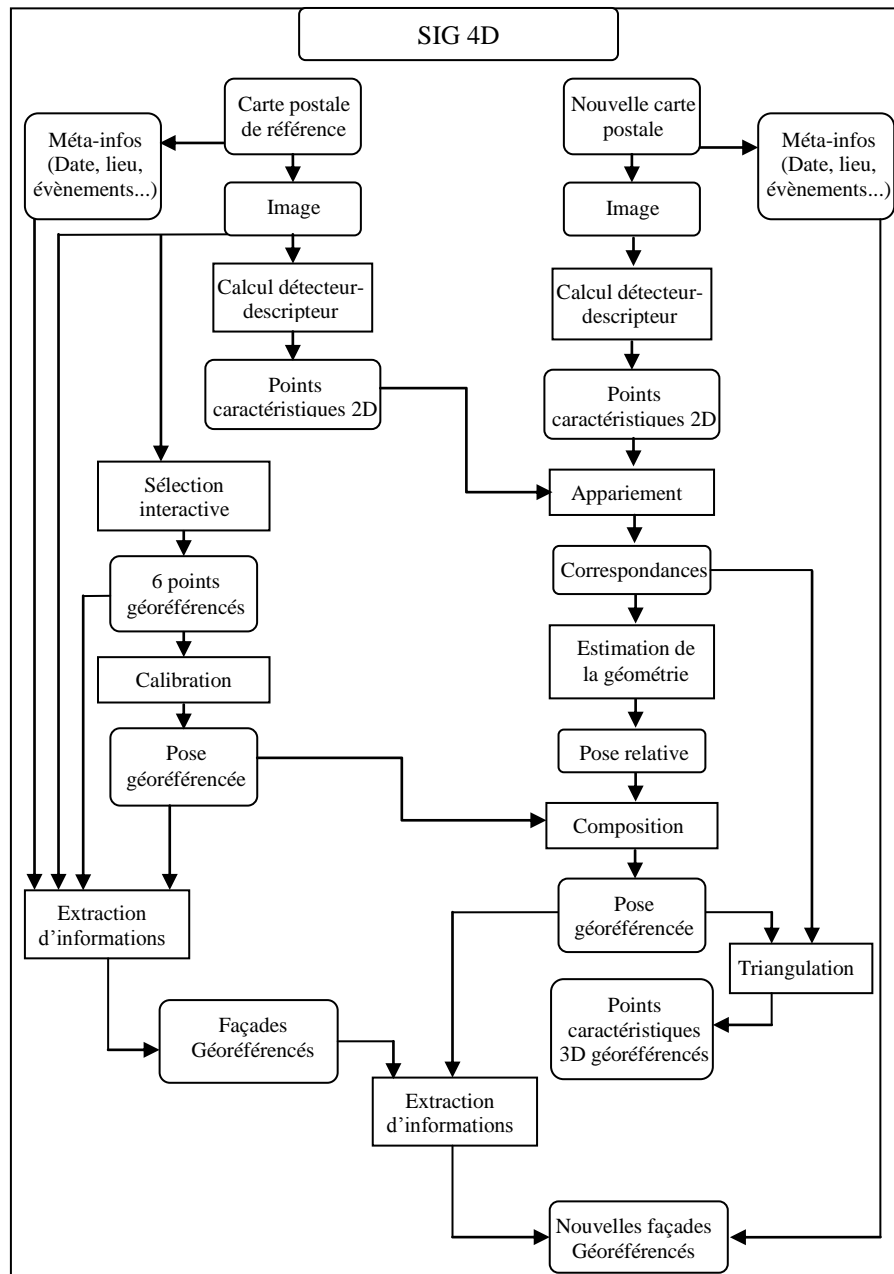 SIG 4D
Carte postale
de référence
Nouvelle carte
postale
Méta-infos
(Date, lieu,
évènements...)
Méta-infos
(Date, lieu,
évènements...)
Image
Image
Calcul détecteur-
descripteur
Calcul détecteur-
descripteur
Points
caractéristiques 2D
Points
caractéristiques 2D
Sélection
interactive
Appariement
6 points
géoréférencés
Correspondances
Calibration
Estimation de
la géométrie
Pose
géoréférencée
Pose relative
Composition
Extraction
d’informations
Pose
géoréférencée
Triangulation
Façades
Géoréférencés
Points
caractéristiques
3D géoréférencés
Extraction
d’informations
Nouvelles façades
Géoréférencés